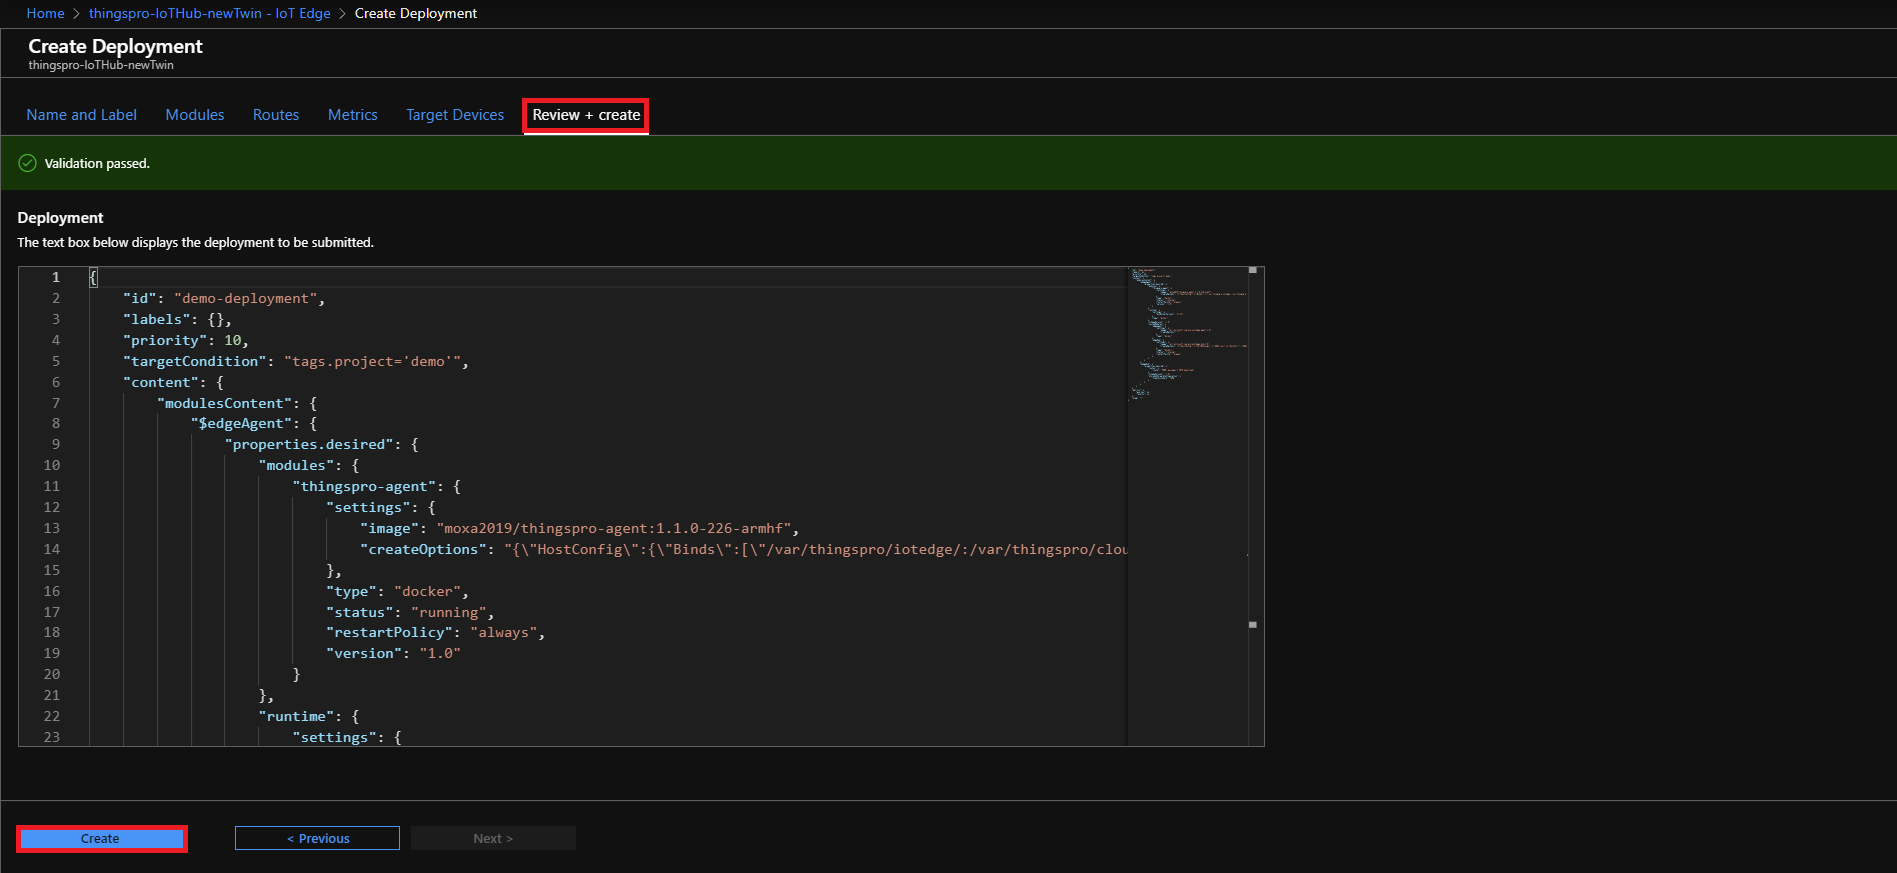 Home > thingspro-IoTHub-newTwin - IoT Edge > Create Deployment
Create Deployment
thingspro-IoTHub-newTwin
Name and Label Modules Routes Metrics Target Devices Review + create
Validation passed.
Deployment
The text box below displays the deployment to be submitted.
1 {
2 "id": "demo-deployment",
3 "labels": {},
4 "priority": 10,
5 "targetCondition": "tags.project='demo'",
6 "content": {
7 "modulesContent": {
8 "$edgeAgent": {
9 "properties.desired": {
10 "modules": {
11 "thingspro-agent": {
12 "settings": {
13 "image": "moxa2019/thingspro-agent:1.1.0-226-armhf",
14 "createOptions": "{\"HostConfig\":{\"Binds\":[\"/var/thingspro/iotedge/:/var/thingspro/clou
15 },
16 "type": "docker",
17 "status": "running",
18 "restartPolicy": "always",
19 "version": "1.0"
20 }
21 },
22 "runtime": {
23 "settings": {
Create < Previous Next >